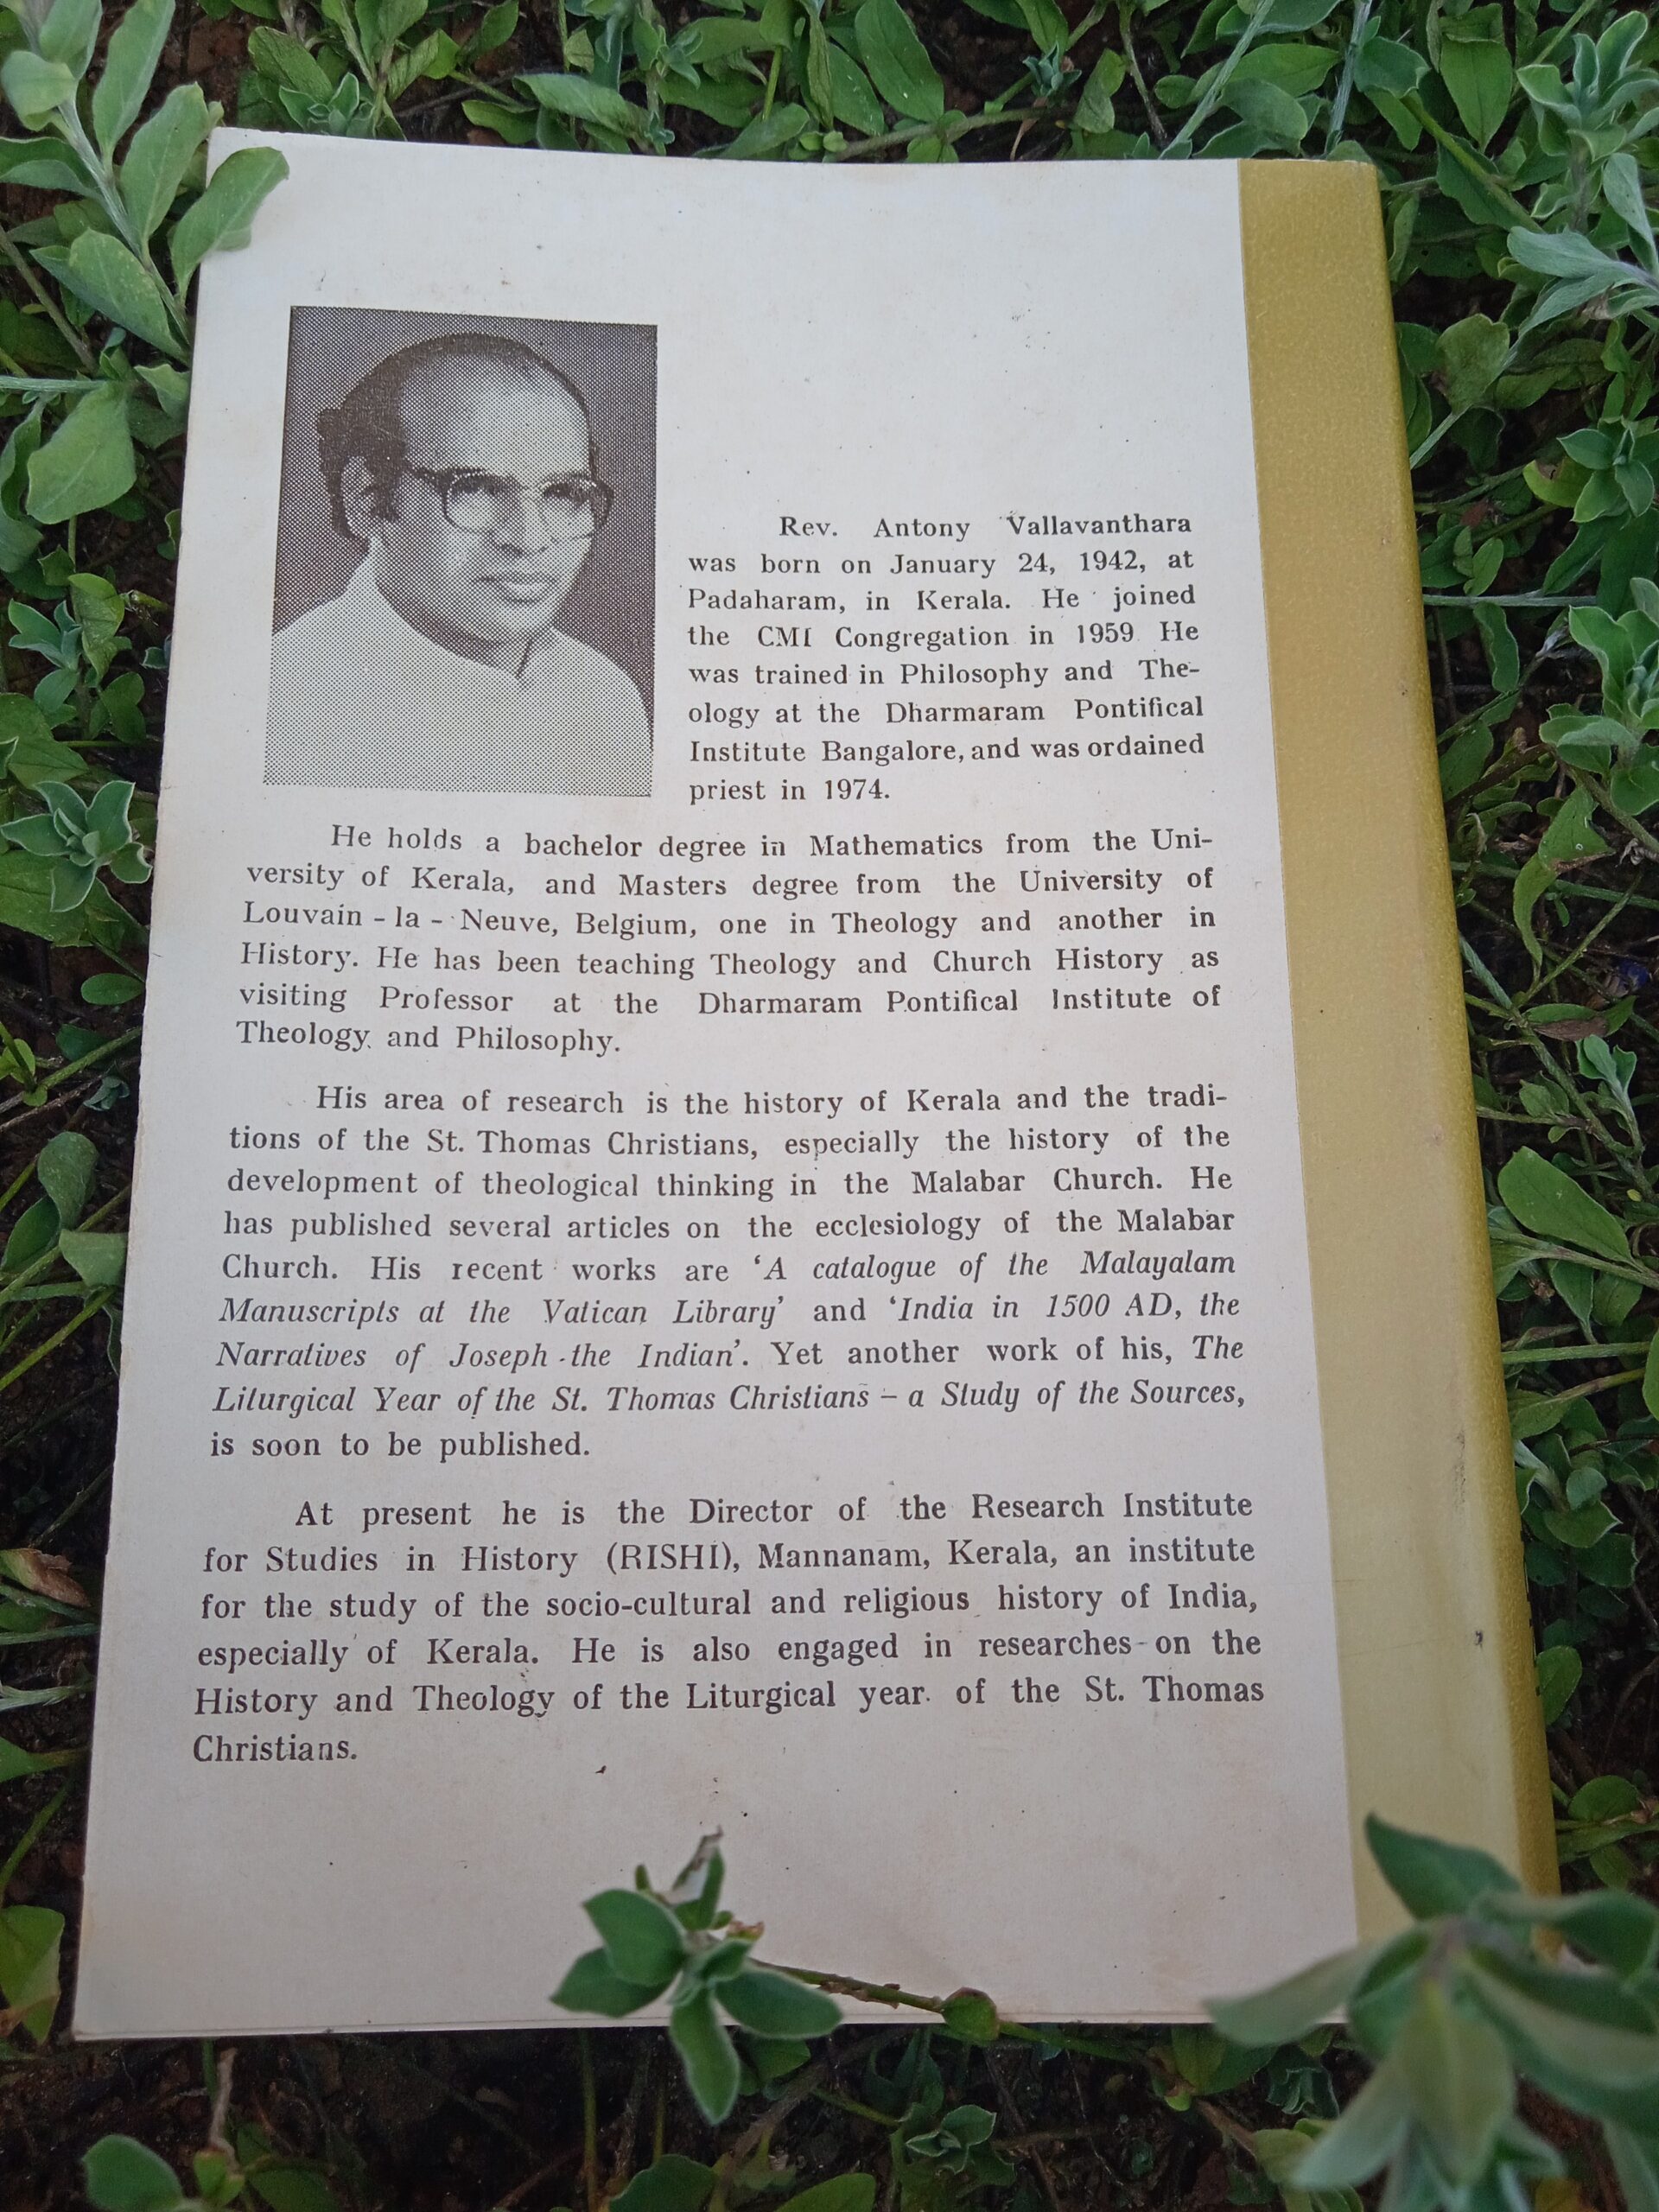 Rev. Antony Vallavanthara
was born on January 24, 1942, at
Padaharam, in Kerala. He joined
the CMI Congregation in 1959 He
was trained in Philosophy and The-
ology at the Dharmaram Pontifical
Institute Bangalore, and was ordained
priest in 1974.
He holds a bachelor degree in Mathematics from the Uni-
versity of Kerala, and Masters degree from the University of
Louvain - la - Neuve, Belgium, one in Theology and another in
History. He has been teaching Theology and Church History as
visiting Professor at the Dharmaram Pontifical Institute of
Theology and Philosophy.
His area of research is the history of Kerala and the tradi-
tions of the St. Thomas Christians, especially the history of the
development of theological thinking in the Malabar Church. He
has published several articles on the ecclesiology of the Malabar
Church. His recent works are ‘A catalogue of the Malayalam
Manuscripts at the Vatican Library’ and ‘India in 1500 AD, the
Narratives of Joseph the Indian’. Yet another work of his, The
Liturgical Year of the St. Thomas Christians – a Study of the Sources,
is soon to be published.
At present he is the Director of the Research Institute
for Studies in History (RISHI), Mannanam, Kerala, an institute
for the study of the socio-cultural and religious history of India,
especially of Kerala. He is also engaged in researches on the
History and Theology of the Liturgical year. of the St. Thomas
Christians.